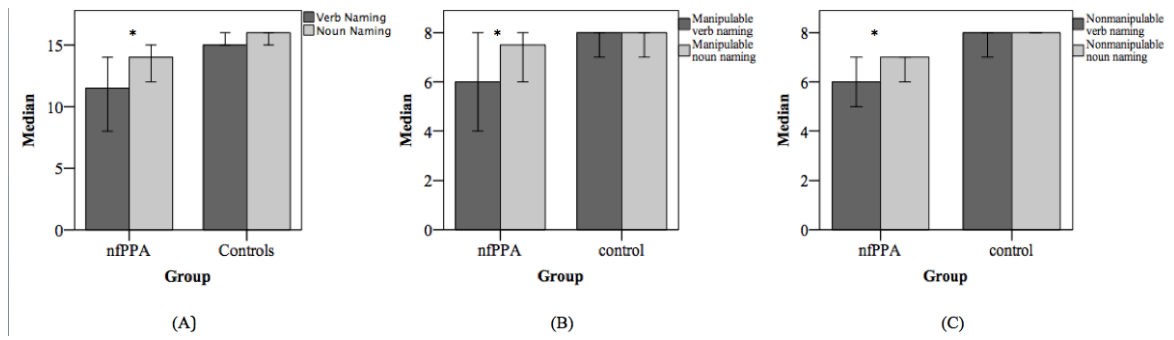 Verb Naming
Noun Naming
*
15
10
5
0
Median
nfPPA
Controls
Group
(A)
Manipulable
verb naming
Manipulable
noun naming
*
8
6
4
2
0
Median
nfPPA
control
Group
(B)
Nonmanipulable
verb naming
Nonmanipulable
noun naming
*
8
6
4
2
0
Median
nfPPA
control
Group
(C)